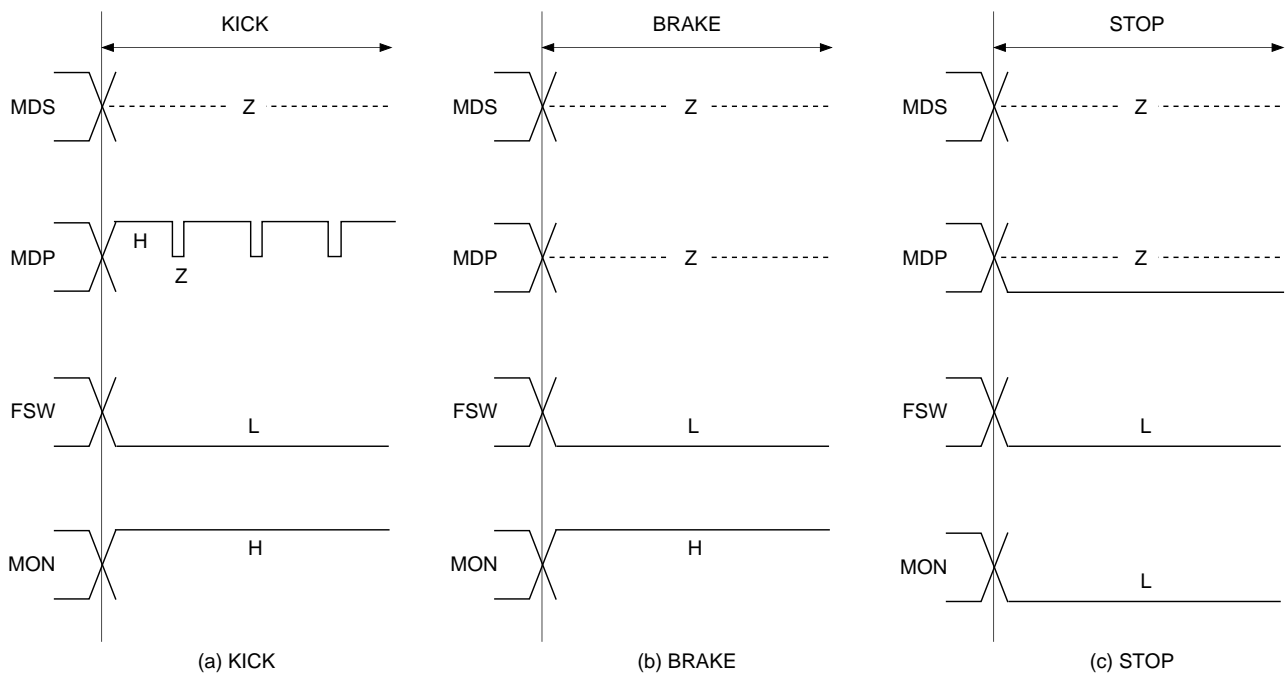 KICK
MDS
Z
MDP
H
Z
FSW
L
MON
H
(a) KICK
BRAKE
MDS
Z
MDP
Z
FSW
L
MON
H
(b) BRAKE
STOP
MDS
Z
MDP
Z
FSW
L
MON
L
(c) STOP